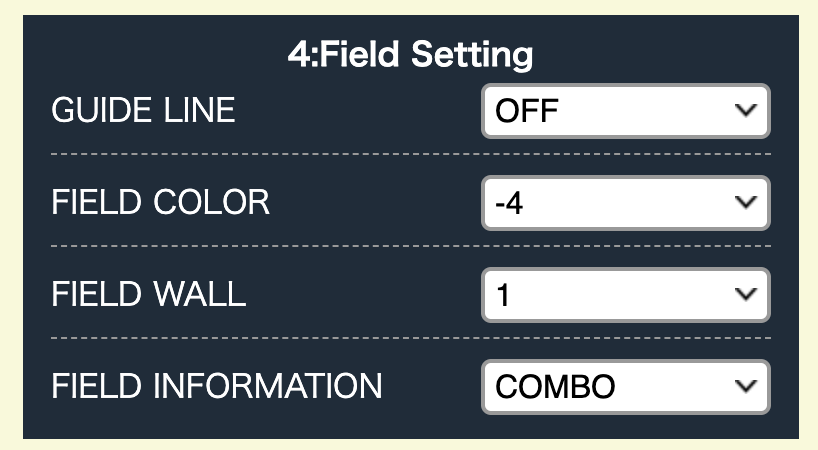 4:Field Setting
GUIDE LINE OFF
FIELD COLOR -4
FIELD WALL 1
FIELD INFORMATION COMBO